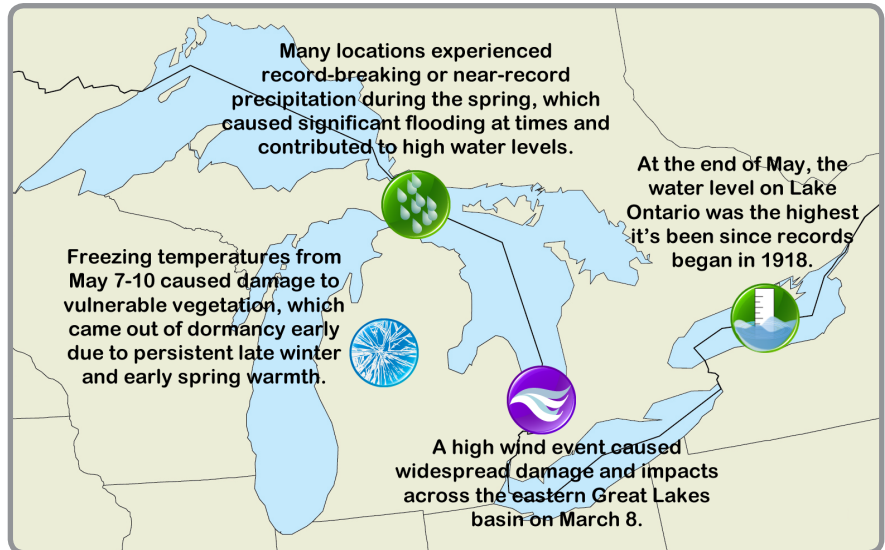 Many locations experienced
record-breaking or near-record
precipitation during the spring, which
caused significant flooding at times and
contributed to high water levels.
At the end of May, the
water level on Lake
Ontario was the highest
it's been since records
began in 1918.
Freezing temperatures from
May 7-10 caused damage to
vulnerable vegetation, which
came out of dormancy early
due to persistent late winter
and early spring warmth.
A high wind event caused
widespread damage and impacts
across the eastern Great Lakes
basin on March 8.